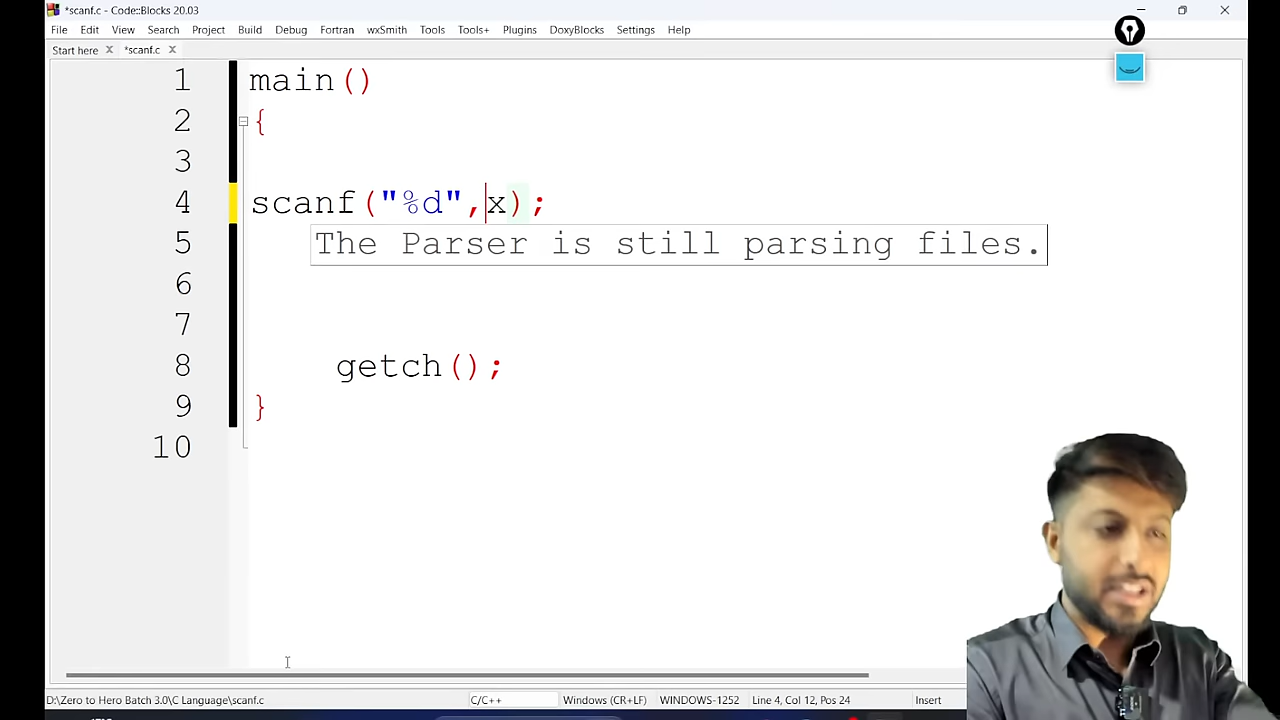 *scanf.c - Code::Blocks 20.03
File Edit View Search Project Build Debug Fortran wxSmith Tools Tools+ Plugins DoxyBlocks Settings Help
Start here *scanf.c
1 main()
2 {
3
4 scanf("%d",x);
5 The Parser is still parsing files.
6
7
8 getch();
9 }
10
D:\Zero to Hero Batch 3.0\C Language\scanf.c C/C++ Windows (CR+LF) WINDOWS-1252 Line 4, Col 12, Pos 24 Insert